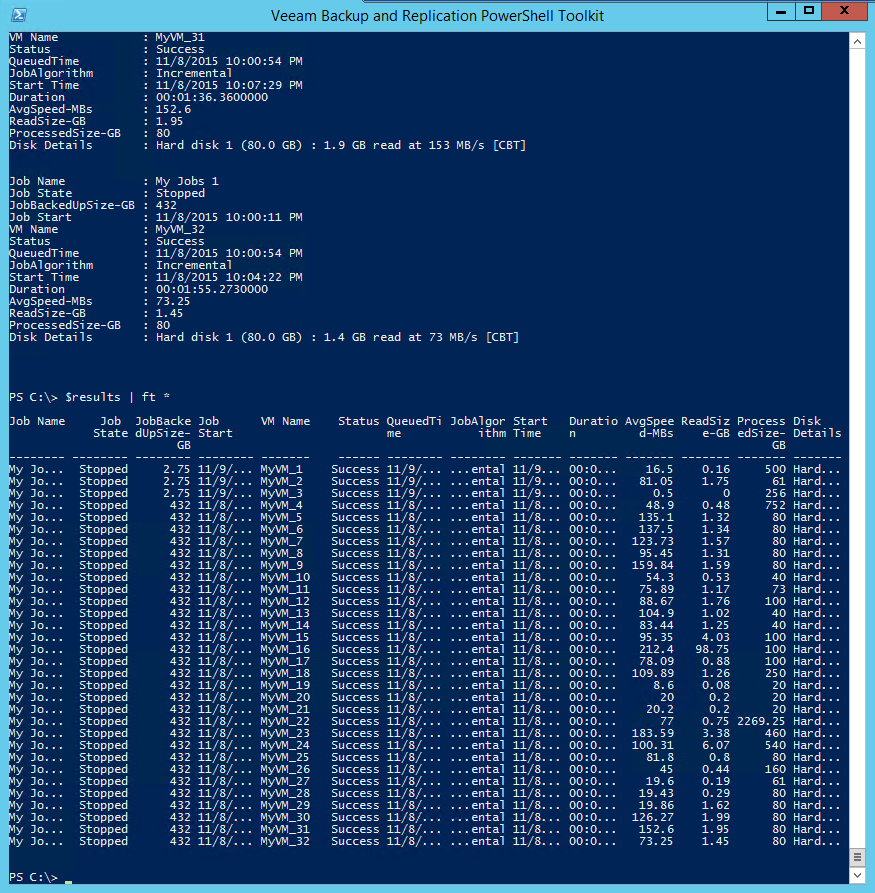 Veeam Backup and Replication PowerShell Toolkit
VM Name : MyVM_31
Status : Success
QueuedTime : 11/8/2015 10:00:54 PM
JobAlgorithm : Incremental
Start Time : 11/8/2015 10:07:29 PM
Duration : 00:01:36.3600000
AvgSpeed-MBs : 152.6
ReadSize-GB : 1.95
ProcessedSize-GB : 80
Disk Details : Hard disk 1 (80.0 GB) : 1.9 GB read at 153 MB/s [CBT]
Job Name : My Jobs 1
Job State : Stopped
JobBackedUpSize-GB : 432
Job Start : 11/8/2015 10:00:11 PM
VM Name : MyVM_32
Status : Success
QueuedTime : 11/8/2015 10:00:54 PM
JobAlgorithm : Incremental
Start Time : 11/8/2015 10:04:22 PM
Duration : 00:01:55.2730000
AvgSpeed-MBs : 73.25
ReadSize-GB : 1.45
ProcessedSize-GB : 80
Disk Details : Hard disk 1 (80.0 GB) : 1.4 GB read at 73 MB/s [CBT]
PS C:\> $results | ft *
Job Name Job JobBacke Job VM Name Status QueuedTi JobAlgor Start Duratio AvgSpee ReadSiz Process Disk
State dUpSize- Start me ithm Time n d-MBs e-GB edSize- Details
GB GB
-------- ----- -------- -------- ------- ------ -------- -------- ------- ------- ------- ------- ------- -------
My Jo... Stopped 2.75 11/9/... MyVM_1 Success 11/9/... ...ental 11/9... 00:0... 16.5 0.16 500 Hard...
My Jo... Stopped 2.75 11/9/... MyVM_2 Success 11/9/... ...ental 11/9... 00:0... 81.05 1.75 61 Hard...
My Jo... Stopped 2.75 11/9/... MyVM_3 Success 11/9/... ...ental 11/9... 00:0... 0.5 0 256 Hard...
My Jo... Stopped 432 11/8/... MyVM_4 Success 11/8/... ...ental 11/8... 00:0... 48.9 0.48 752 Hard...
My Jo... Stopped 432 11/8/... MyVM_5 Success 11/8/... ...ental 11/8... 00:0... 135.1 1.32 80 Hard...
My Jo... Stopped 432 11/8/... MyVM_6 Success 11/8/... ...ental 11/8... 00:0... 137.5 1.34 80 Hard...
My Jo... Stopped 432 11/8/... MyVM_7 Success 11/8/... ...ental 11/8... 00:0... 123.73 1.57 80 Hard...
My Jo... Stopped 432 11/8/... MyVM_8 Success 11/8/... ...ental 11/8... 00:0... 95.45 1.31 80 Hard...
My Jo... Stopped 432 11/8/... MyVM_9 Success 11/8/... ...ental 11/8... 00:0... 159.84 1.59 80 Hard...
My Jo... Stopped 432 11/8/... MyVM_10 Success 11/8/... ...ental 11/8... 00:0... 54.3 0.53 40 Hard...
My Jo... Stopped 432 11/8/... MyVM_11 Success 11/8/... ...ental 11/8... 00:0... 75.89 1.17 73 Hard...
My Jo... Stopped 432 11/8/... MyVM_12 Success 11/8/... ...ental 11/8... 00:0... 88.67 1.76 100 Hard...
My Jo... Stopped 432 11/8/... MyVM_13 Success 11/8/... ...ental 11/8... 00:0... 104.9 1.02 40 Hard...
My Jo... Stopped 432 11/8/... MyVM_14 Success 11/8/... ...ental 11/8... 00:0... 83.44 1.25 40 Hard...
My Jo... Stopped 432 11/8/... MyVM_15 Success 11/8/... ...ental 11/8... 00:0... 95.35 4.03 100 Hard...
My Jo... Stopped 432 11/8/... MyVM_16 Success 11/8/... ...ental 11/8... 00:0... 212.4 98.75 100 Hard...
My Jo... Stopped 432 11/8/... MyVM_17 Success 11/8/... ...ental 11/8... 00:0... 78.09 0.88 100 Hard...
My Jo... Stopped 432 11/8/... MyVM_18 Success 11/8/... ...ental 11/8... 00:0... 109.89 1.26 250 Hard...
My Jo... Stopped 432 11/8/... MyVM_19 Success 11/8/... ...ental 11/8... 00:0... 8.6 0.08 20 Hard...
My Jo... Stopped 432 11/8/... MyVM_20 Success 11/8/... ...ental 11/8... 00:0... 20 0.2 20 Hard...
My Jo... Stopped 432 11/8/... MyVM_21 Success 11/8/... ...ental 11/8... 00:0... 20.2 0.2 20 Hard...
My Jo... Stopped 432 11/8/... MyVM_22 Success 11/8/... ...ental 11/8... 00:0... 77 0.75 2269.25 Hard...
My Jo... Stopped 432 11/8/... MyVM_23 Success 11/8/... ...ental 11/8... 00:0... 183.59 3.38 460 Hard...
My Jo... Stopped 432 11/8/... MyVM_24 Success 11/8/... ...ental 11/8... 00:0... 100.31 6.07 540 Hard...
My Jo... Stopped 432 11/8/... MyVM_25 Success 11/8/... ...ental 11/8... 00:0... 81.8 0.8 80 Hard...
My Jo... Stopped 432 11/8/... MyVM_26 Success 11/8/... ...ental 11/8... 00:0... 45 0.44 160 Hard...
My Jo... Stopped 432 11/8/... MyVM_27 Success 11/8/... ...ental 11/8... 00:0... 19.6 0.19 61 Hard...
My Jo... Stopped 432 11/8/... MyVM_28 Success 11/8/... ...ental 11/8... 00:0... 19.43 0.29 80 Hard...
My Jo... Stopped 432 11/8/... MyVM_29 Success 11/8/... ...ental 11/8... 00:0... 19.86 1.62 80 Hard...
My Jo... Stopped 432 11/8/... MyVM_30 Success 11/8/... ...ental 11/8... 00:0... 126.27 1.99 80 Hard...
My Jo... Stopped 432 11/8/... MyVM_31 Success 11/8/... ...ental 11/8... 00:0... 152.6 1.95 80 Hard...
My Jo... Stopped 432 11/8/... MyVM_32 Success 11/8/... ...ental 11/8... 00:0... 73.25 1.45 80 Hard...
PS C:\> _